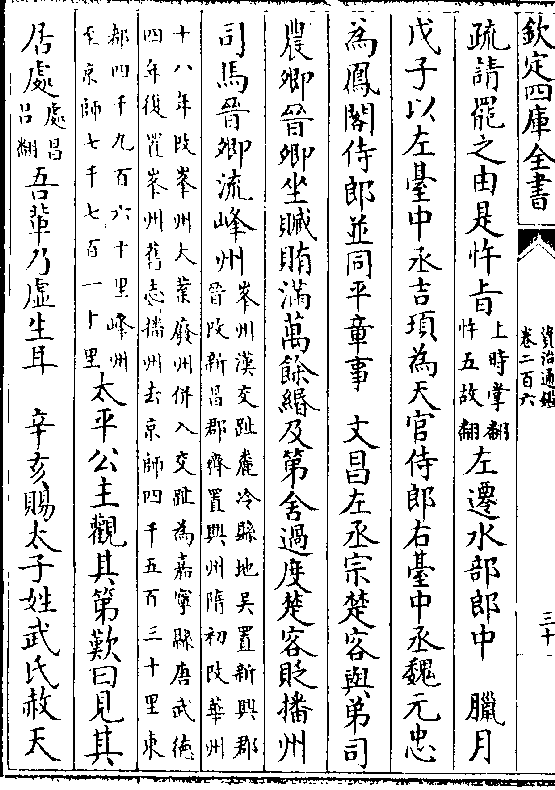 欽定四庫全書
資治通鑑
卷二百六
三十
疏請罷之由是忤㫖上時掌翻忤五故翻左遷水部郎中　臘月
戊子以左臺中丞吉頊為天官侍郎右臺中丞魏元忠
為鳳閣侍郎並同平章事　文昌左丞宗楚客與弟司
農卿晉卿坐贓賄滿萬餘緡及第舍過度楚客貶播州
司馬晉卿流峰州峯州漢交趾麊冷縣地吳置新興郡晉改新昌郡齊置興州隋初改華州
十八年改峯州大業廢州併入交趾為嘉寧縣唐武徳四年復置峯州舊志播州去京師四千五百三十里東
都四千九百六十里峰州至京師七千七百一十里太平公主觀其第歎曰見其
居處處昌吕翻吾輩乃虛生耳　辛亥賜太子姓武氏赦天